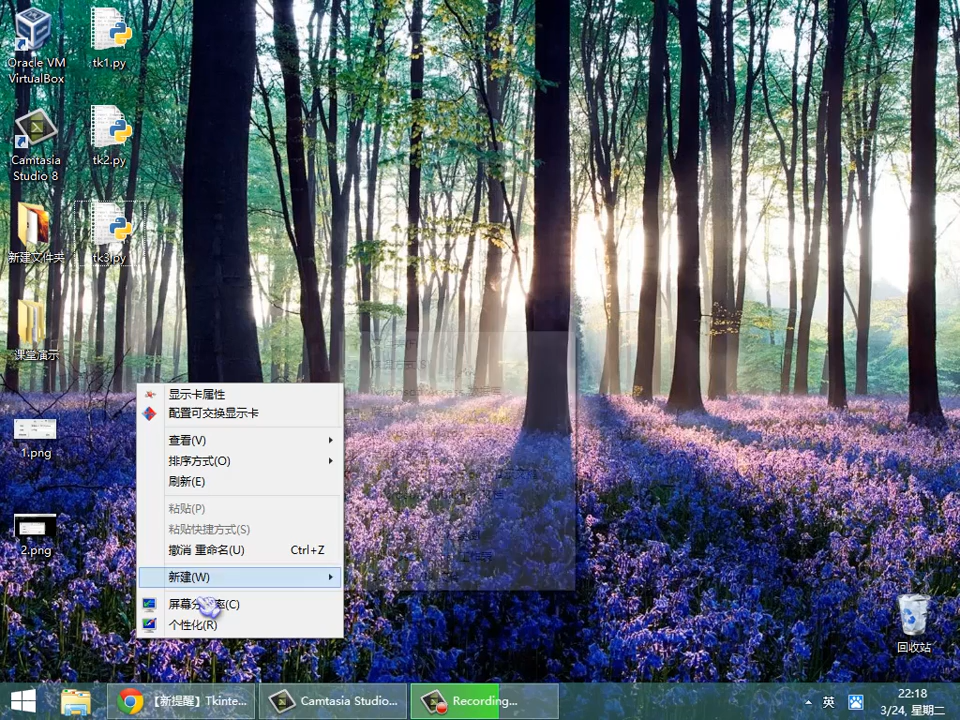 Oracle VM
VirtualBox
tk1.py
Camtasia
Studio 8
tk2.py
新建文件夹
tk3.py
课堂演示
1.png
2.png
显示卡属性
配置可交换显示卡
查看(V)
排序方式(O)
刷新(E)
粘贴(P)
粘贴快捷方式(S)
撤消 重命名(U) Ctrl+Z
新建(W)
屏幕分 率(C)
个性化(R)
回收站
【新提醒】Tkinte...
Camtasia Studio...
Recording...
英
22:18
3/24, 星期二